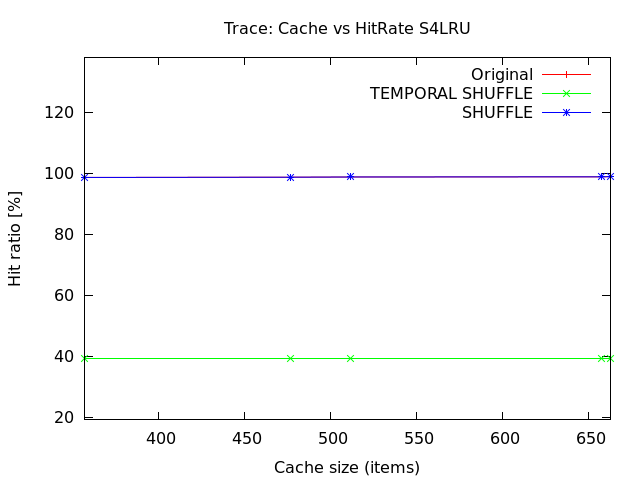 Trace: Cache vs HitRate S4LRU
Original
TEMPORAL SHUFFLE
SHUFFLE
120
100
80
60
40
20
Hit ratio [%]
400 450 500 550 600 650
Cache size (items)